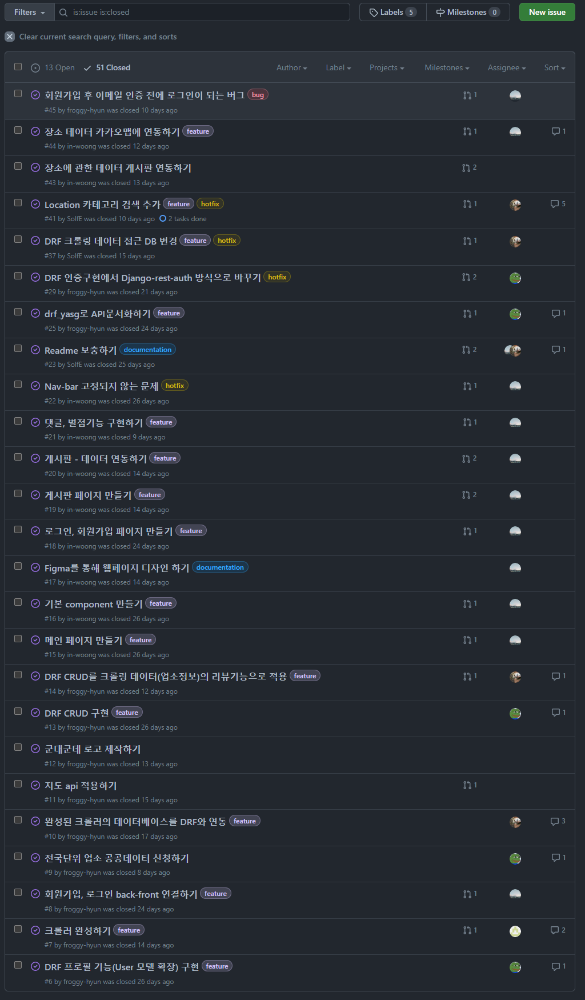 Filters is:issue is:closed Labels 5 Milestones 0 New issue
Clear current search query, filters, and sorts
13 Open 51 Closed Author Label Projects Milestones Assignee Sort
회원가입 후 이메일 인증 전에 로그인이 되는 버그 bug 1
#45 by froggy-hyun was closed 10 days ago
장소 데이터 카카오맵에 연동하기 feature 1 1
#44 by in-woong was closed 12 days ago
장소에 관한 데이터 게시판 연동하기 2
#43 by in-woong was closed 13 days ago
Location 카테고리 검색 추가 feature hotfix 1 5
#41 by SolfE was closed 10 days ago 2 tasks done
DRF 크롤링 데이터 접근 DB 변경 feature hotfix 1
#37 by SolfE was closed 15 days ago
DRF 인증구현에서 Django-rest-auth 방식으로 바꾸기 hotfix 2
#29 by froggy-hyun was closed 21 days ago
drf_yasg로 API문서화하기 feature 1 1
#25 by froggy-hyun was closed 24 days ago
Readme 보충하기 documentation 2 1
#23 by SolfE was closed 25 days ago
Nav-bar 고정되지 않는 문제 hotfix 1
#22 by in-woong was closed 26 days ago
댓글, 별점기능 구현하기 feature 1
#21 by in-woong was closed 9 days ago
게시판 - 데이터 연동하기 feature 2
#20 by in-woong was closed 14 days ago
게시판 페이지 만들기 feature 2
#19 by in-woong was closed 14 days ago
로그인, 회원가입 페이지 만들기 feature 1
#18 by in-woong was closed 24 days ago
Figma를 통해 웹페이지 디자인 하기 documentation
#17 by in-woong was closed 14 days ago
기본 component 만들기 feature 1
#16 by in-woong was closed 26 days ago
메인 페이지 만들기 feature 1
#15 by in-woong was closed 26 days ago
DRF CRUD를 크롤링 데이터(업소정보)의 리뷰기능으로 적용 feature 1 1
#14 by froggy-hyun was closed 12 days ago
DRF CRUD 구현 feature 1
#13 by froggy-hyun was closed 26 days ago
군대군데 로고 제작하기
#12 by froggy-hyun was closed 13 days ago
지도 api 적용하기 1
#11 by froggy-hyun was closed 15 days ago
완성된 크롤러의 데이터베이스를 DRF와 연동 feature 3
#10 by froggy-hyun was closed 17 days ago
전국단위 업소 공공데이터 신청하기 1
#9 by froggy-hyun was closed 8 days ago
회원가입, 로그인 back-front 연결하기 feature 1
#8 by froggy-hyun was closed 24 days ago
크롤러 완성하기 feature 1 2
#7 by froggy-hyun was closed 14 days ago
DRF 프로필 기능(User 모델 확장) 구현 feature 1
#6 by froggy-hyun was closed 26 days ago